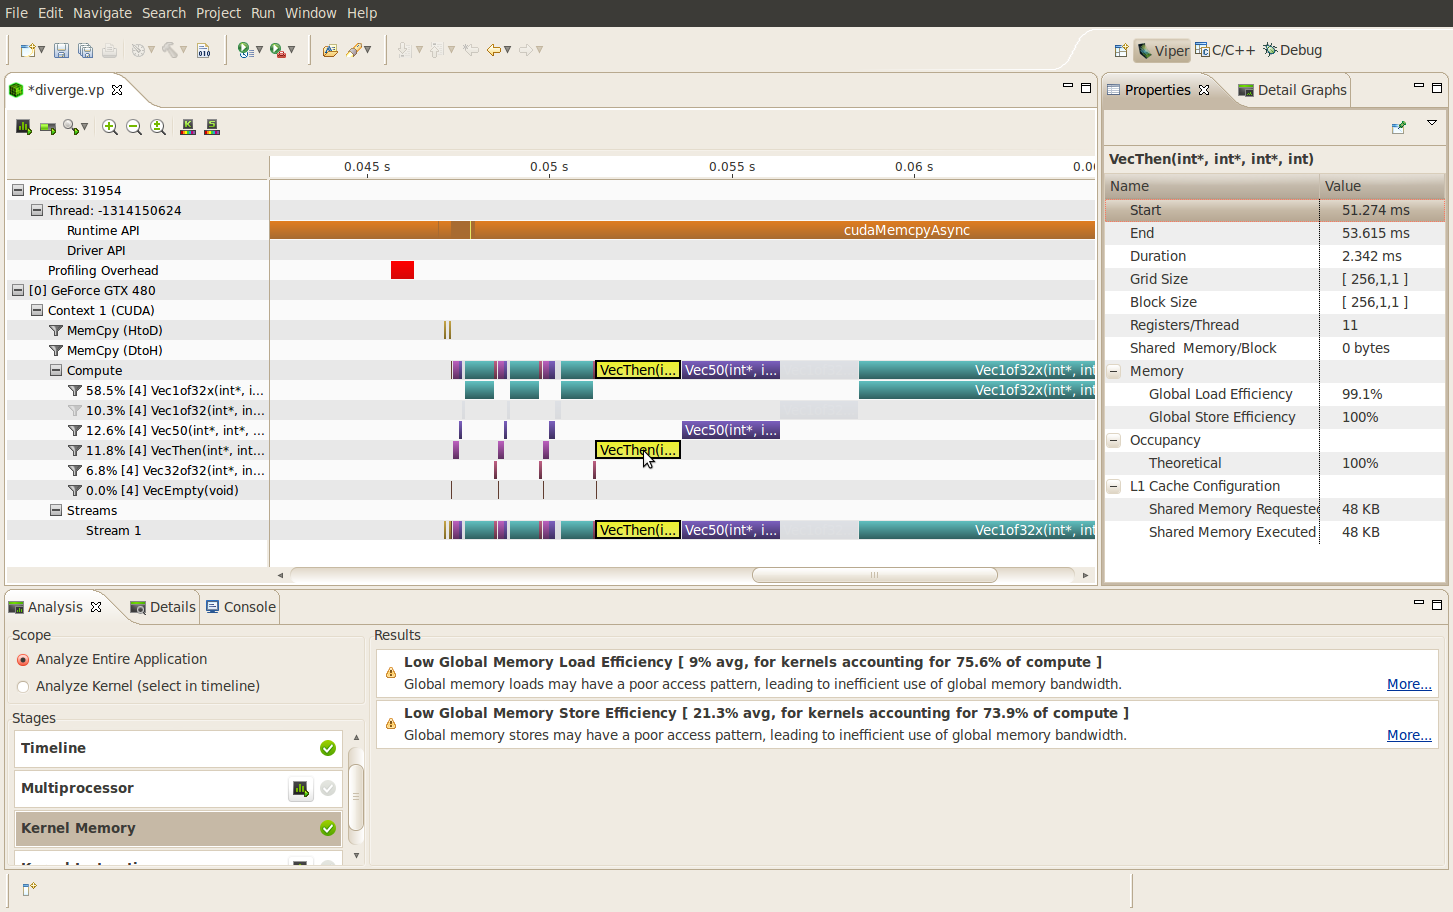 File Edit Navigate Search Project Run Window Help
Viper C/C++ Debug
*diverge.vp
Properties Detail Graphs
VecThen(int*, int*, int*, int)
Name Value
Start 51.274 ms
End 53.615 ms
Duration 2.342 ms
Grid Size [ 256,1,1 ]
Block Size [ 256,1,1 ]
Registers/Thread 11
Shared Memory/Block 0 bytes
Memory
Global Load Efficiency 99.1%
Global Store Efficiency 100%
Occupancy
Theoretical 100%
L1 Cache Configuration
Shared Memory Requeste 48 KB
Shared Memory Executed 48 KB
0.045 s 0.05 s 0.055 s 0.06 s 0.0
Process: 31954
Thread: -1314150624
Runtime API cudaMemcpyAsync
Driver API
Profiling Overhead
[0] GeForce GTX 480
Context 1 (CUDA)
MemCpy (HtoD)
MemCpy (DtoH)
Compute VecThen(i... Vec50(int*, i... Vec1of32x(int*, int
58.5% [4] Vec1of32x(int*, i... Vec1of32x(int*, int
10.3% [4] Vec1of32(int*, in...
12.6% [4] Vec50(int*, int*, ... Vec50(int*, i...
11.8% [4] VecThen(int*, int... VecThen(i...
6.8% [4] Vec32of32(int*, in...
0.0% [4] VecEmpty(void)
Streams
Stream 1 VecThen(i... Vec50(int*, i... Vec1of32x(int*, int
Analysis Details Console
Scope
Analyze Entire Application
Analyze Kernel (select in timeline)
Stages
Timeline
Multiprocessor
Kernel Memory
Results
Low Global Memory Load Efficiency [ 9% avg, for kernels accounting for 75.6% of compute ]
Global memory loads may have a poor access pattern, leading to inefficient use of global memory bandwidth. More...
Low Global Memory Store Efficiency [ 21.3% avg, for kernels accounting for 73.9% of compute ]
Global memory stores may have a poor access pattern, leading to inefficient use of global memory bandwidth. More...